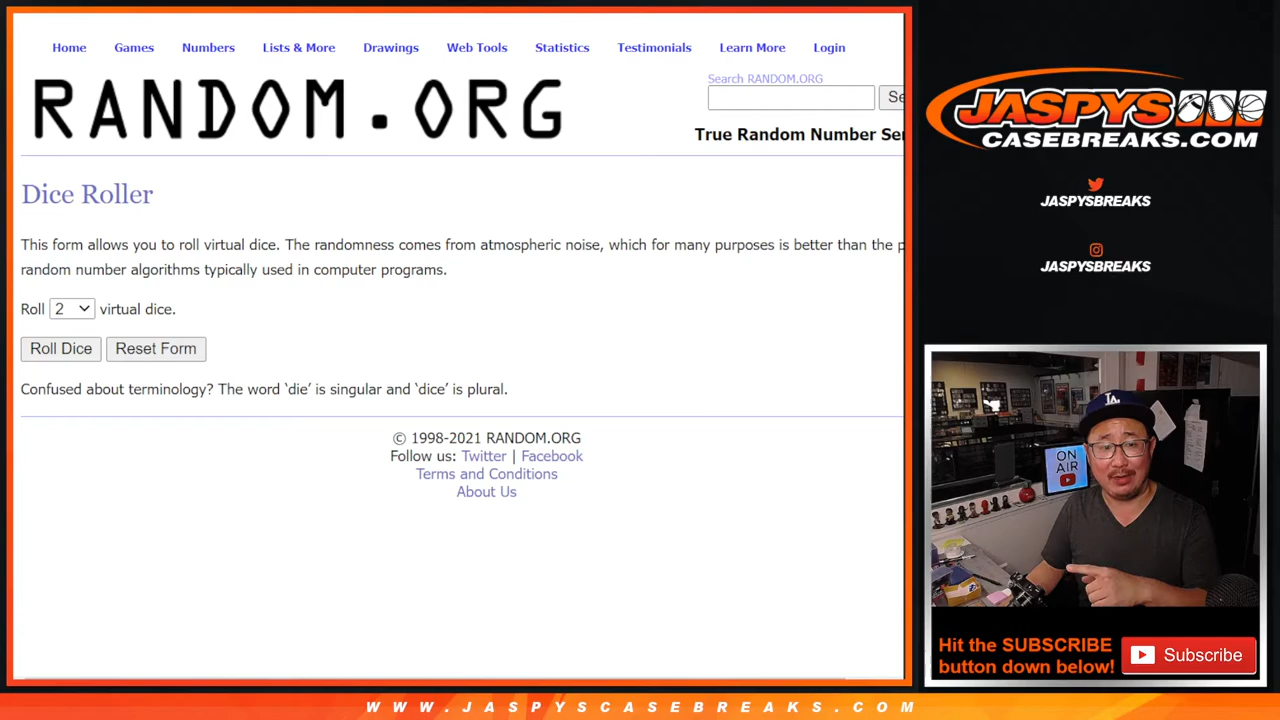 Home Games Numbers Lists & More Drawings Web Tools Statistics Testimonials Learn More Login
RANDOM.ORG
Search RANDOM.ORG
Se
True Random Number Ser
Dice Roller
This form allows you to roll virtual dice. The randomness comes from atmospheric noise, which for many purposes is better than the p
random number algorithms typically used in computer programs.
Roll 2 virtual dice.
Roll Dice Reset Form
Confused about terminology? The word ‘die’ is singular and ‘dice’ is plural.
© 1998-2021 RANDOM.ORG
Follow us: Twitter | Facebook
Terms and Conditions
About Us
JASPYS
CASEBREAKS.COM
JASPYSBREAKS
JASPYSBREAKS
LA
ON
AIR
Hit the SUBSCRIBE
button down below!
Subscribe
WWW.JASPYSCASEBREAKS.COM